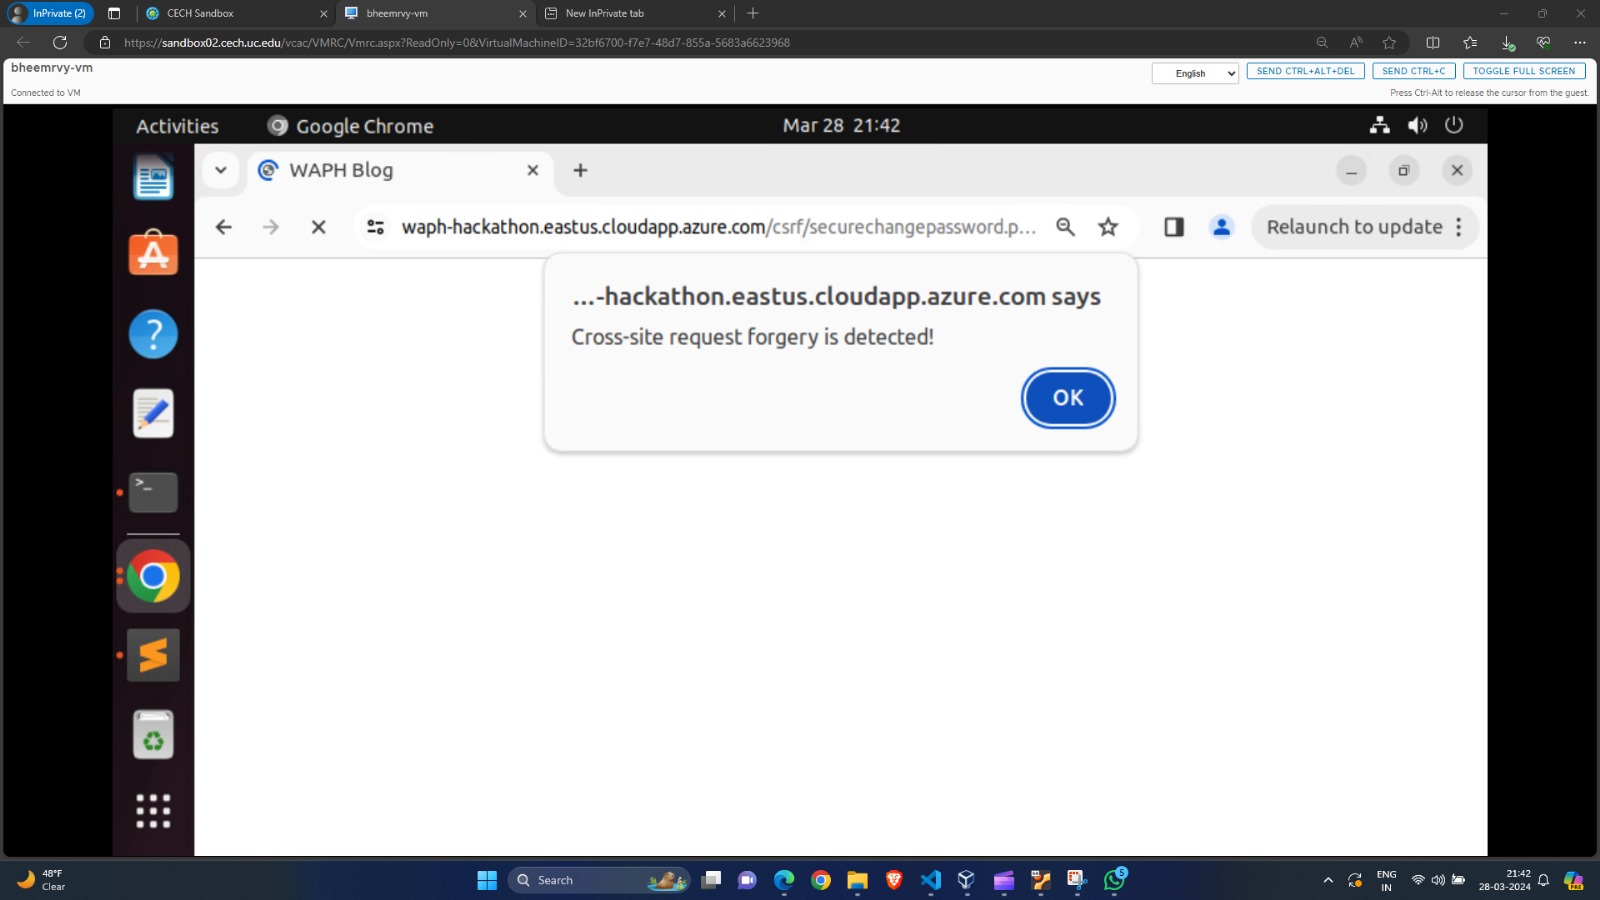 InPrivate (2)
CECH Sandbox
bheemrvy-vm
New InPrivate tab
https://sandbox02.cech.uc.edu/vcac/VMRC/Vmrc.aspx?ReadOnly=0&VirtualMachineID=32bf6700-f7e7-48d7-855a-5683a6623968
bheemrvy-vm
English
SEND CTRL+ALT+DEL
SEND CTRL+C
TOGGLE FULL SCREEN
Connected to VM
Press Ctrl-Alt to release the cursor from the guest.
Activities
Google Chrome
Mar 28 21:42
WAPH Blog
waph-hackathon.eastus.cloudapp.azure.com/csrf/securechangepassword.p...
Relaunch to update
...-hackathon.eastus.cloudapp.azure.com says
Cross-site request forgery is detected!
OK
48°F
Clear
Search
5
ENG
IN
21:42
28-03-2024
PRE